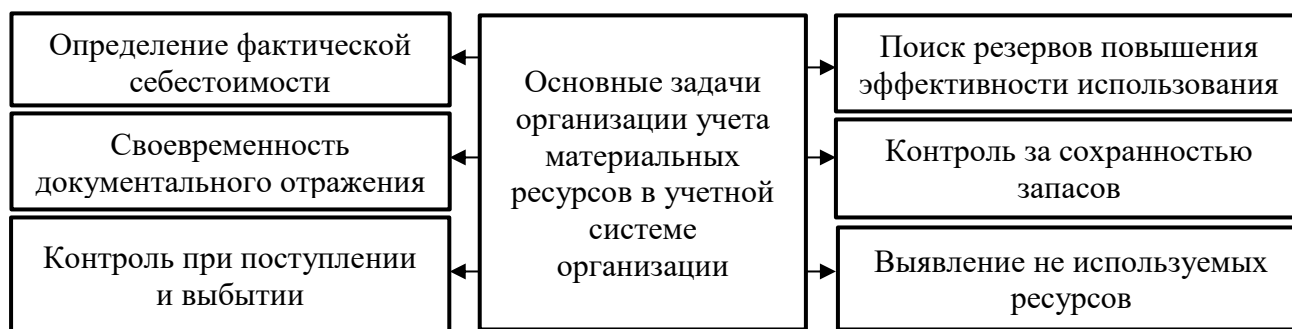 Определение фактической
себестоимости
Своевременность
документального отражения
Контроль при поступлении
и выбытии
Основные задачи
организации учета
материальных
ресурсов в учетной
системе
организации
Поиск резервов повышения
эффективности использования
Контроль за сохранностью
запасов
Выявление не используемых
ресурсов